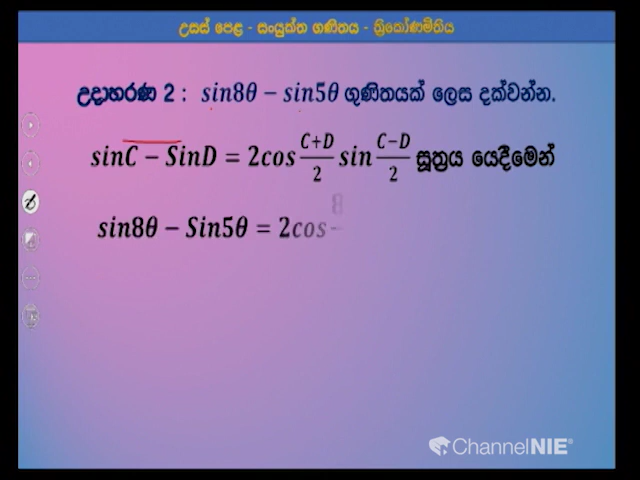 උසස් පෙළ - සංයුක්ත ගණිතය - ත්‍රිකෝණමිතිය
උදාහරණ 2 : sin8θ − sin5θ ගුණිතයක් ලෙස දක්වන්න.
sinC − SinD = 2cos (C+D)/2 sin (C−D)/2 සූත්‍රය යෙදීමෙන්
sin8θ − Sin5θ = 2cos 8
ChannelNIE